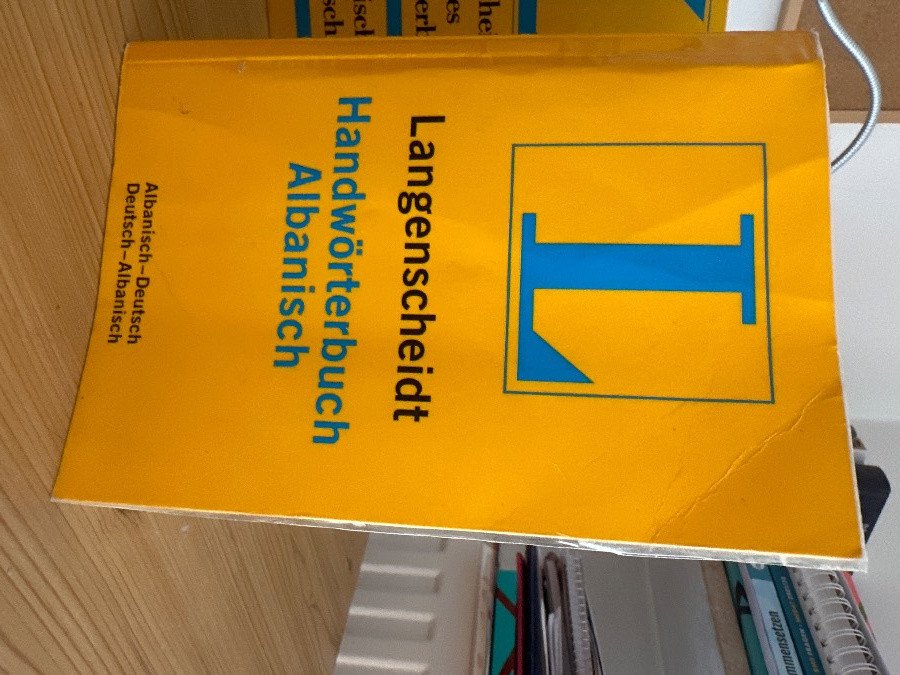 L
Langenscheidt
Handwörterbuch
Albanisch
Albanisch–Deutsch
Deutsch–Albanisch